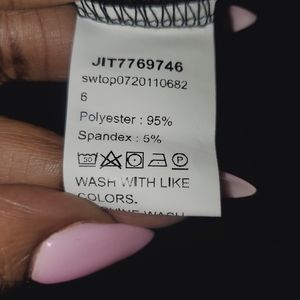 JIT7769746
swtop0720110682
6
Polyester : 95%
Spandex : 5%
WASH WITH LIKE
COLORS.